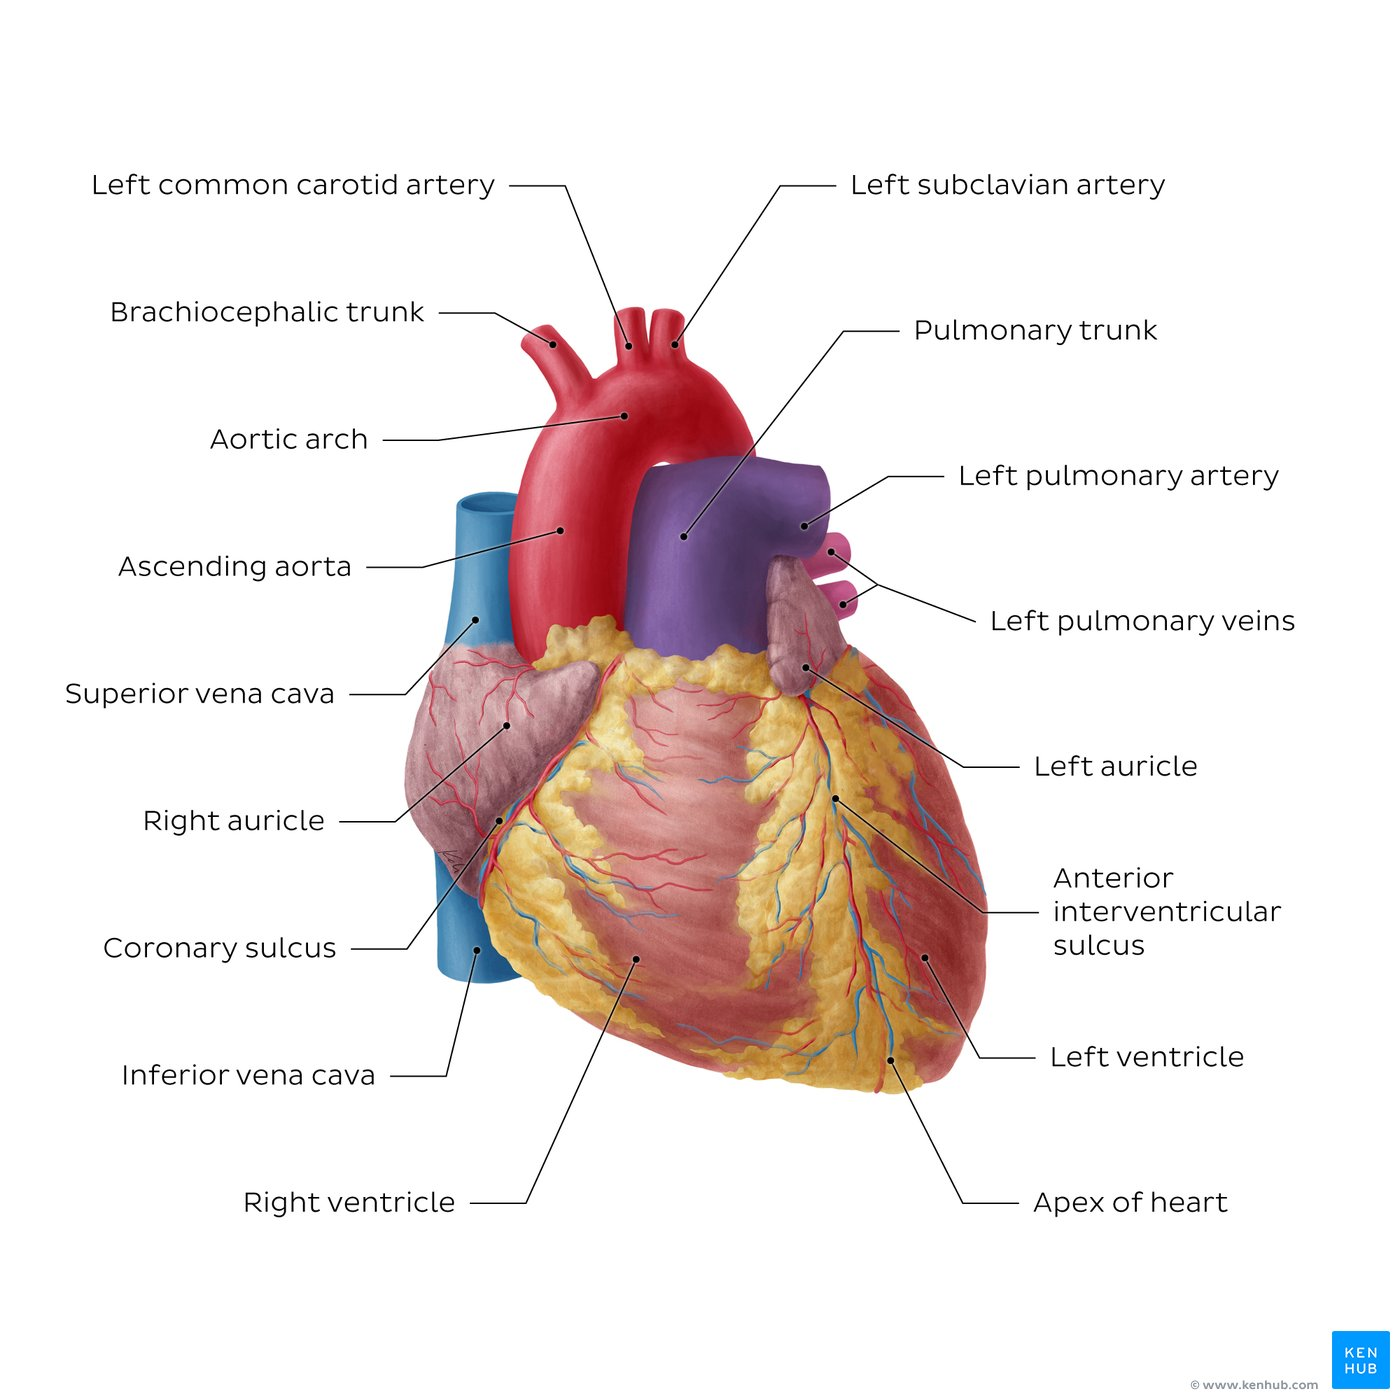 Left common carotid artery
Left subclavian artery
Brachiocephalic trunk
Pulmonary trunk
Aortic arch
Left pulmonary artery
Ascending aorta
Left pulmonary veins
Superior vena cava
Left auricle
Right auricle
Anterior
interventricular
sulcus
Coronary sulcus
Left ventricle
Inferior vena cava
Right ventricle
Apex of heart
KEN
HUB
© www.kenhub.com